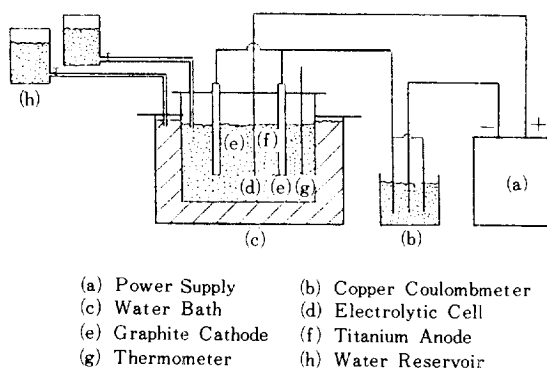 (h)
(e)
(f)
(d)
(e)
(g)
(c)
(b)
−
+
(a)
(a) Power Supply
(b) Copper Coulombmeter
(c) Water Bath
(d) Electrolytic Cell
(e) Graphite Cathode
(f) Titanium Anode
(g) Thermometer
(h) Water Reservoir